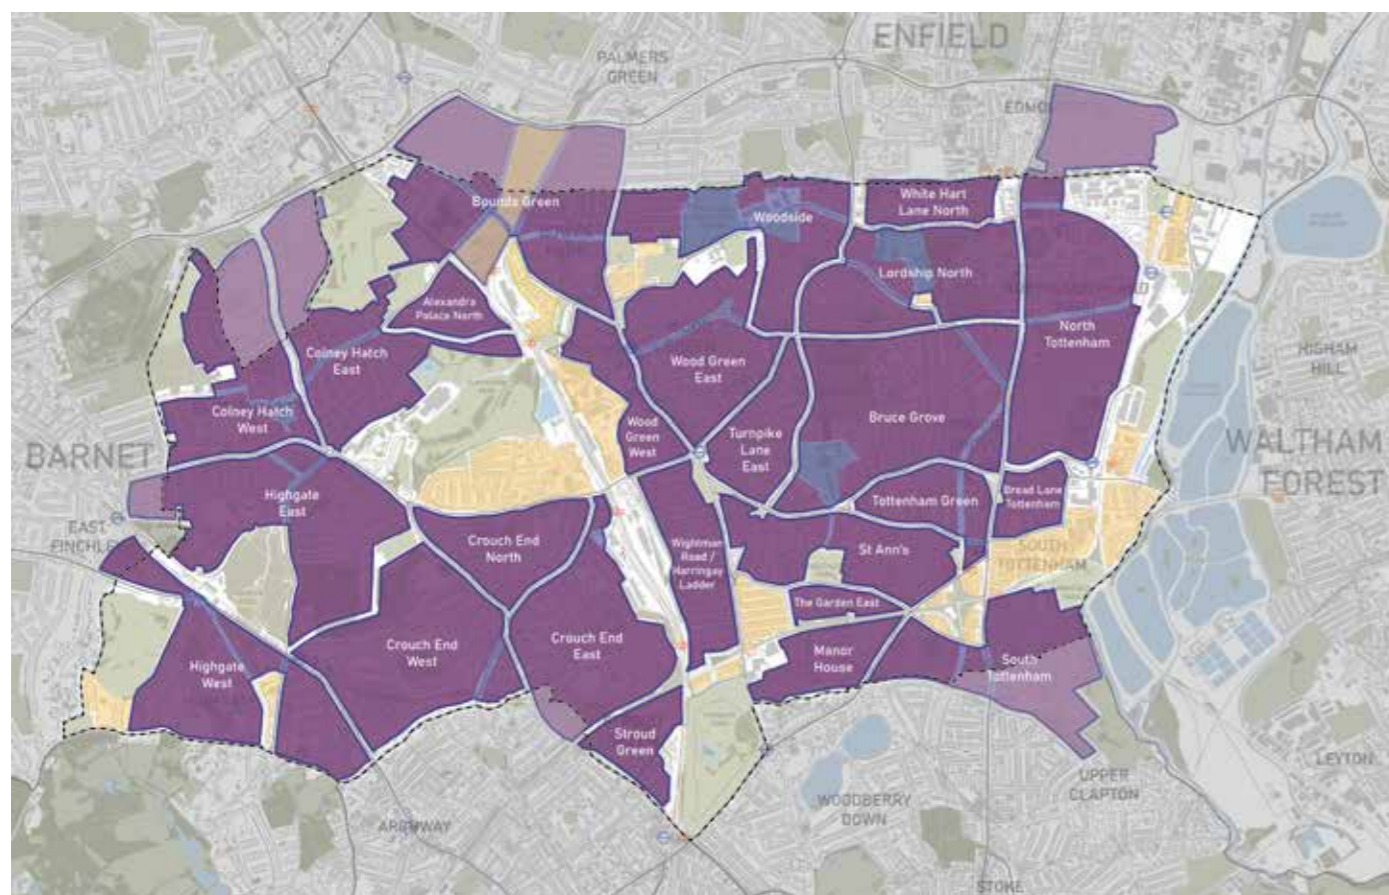 ENFIELD
PALMERS
GREEN
Bounds Green
Woodside
White Hart
Lane North
Lordship North
Alexandra
Palace North
North
Tottenham
Colney Hatch
East
Wood Green
East
HIGHAM
HILL
Colney Hatch
West
Wood
Green
West
Turnpike
Lane
East
Bruce Grove
BARNET
WALTHAM
FOREST
Highgate
East
Tottenham Green
Broad Lane
Tottenham
EAST
FINCHLEY
Crouch End
North
Wightman
Road /
Harringay
Ladder
St Ann's
SOUTH
TOTTENHAM
The Garden East
Crouch End
West
Crouch End
East
Manor
House
Highgate
West
South
Tottenham
Stroud
Green
UPPER
CLAPTON
LEYTON
WOODBERRY
DOWN
ARCHWAY
STOKE